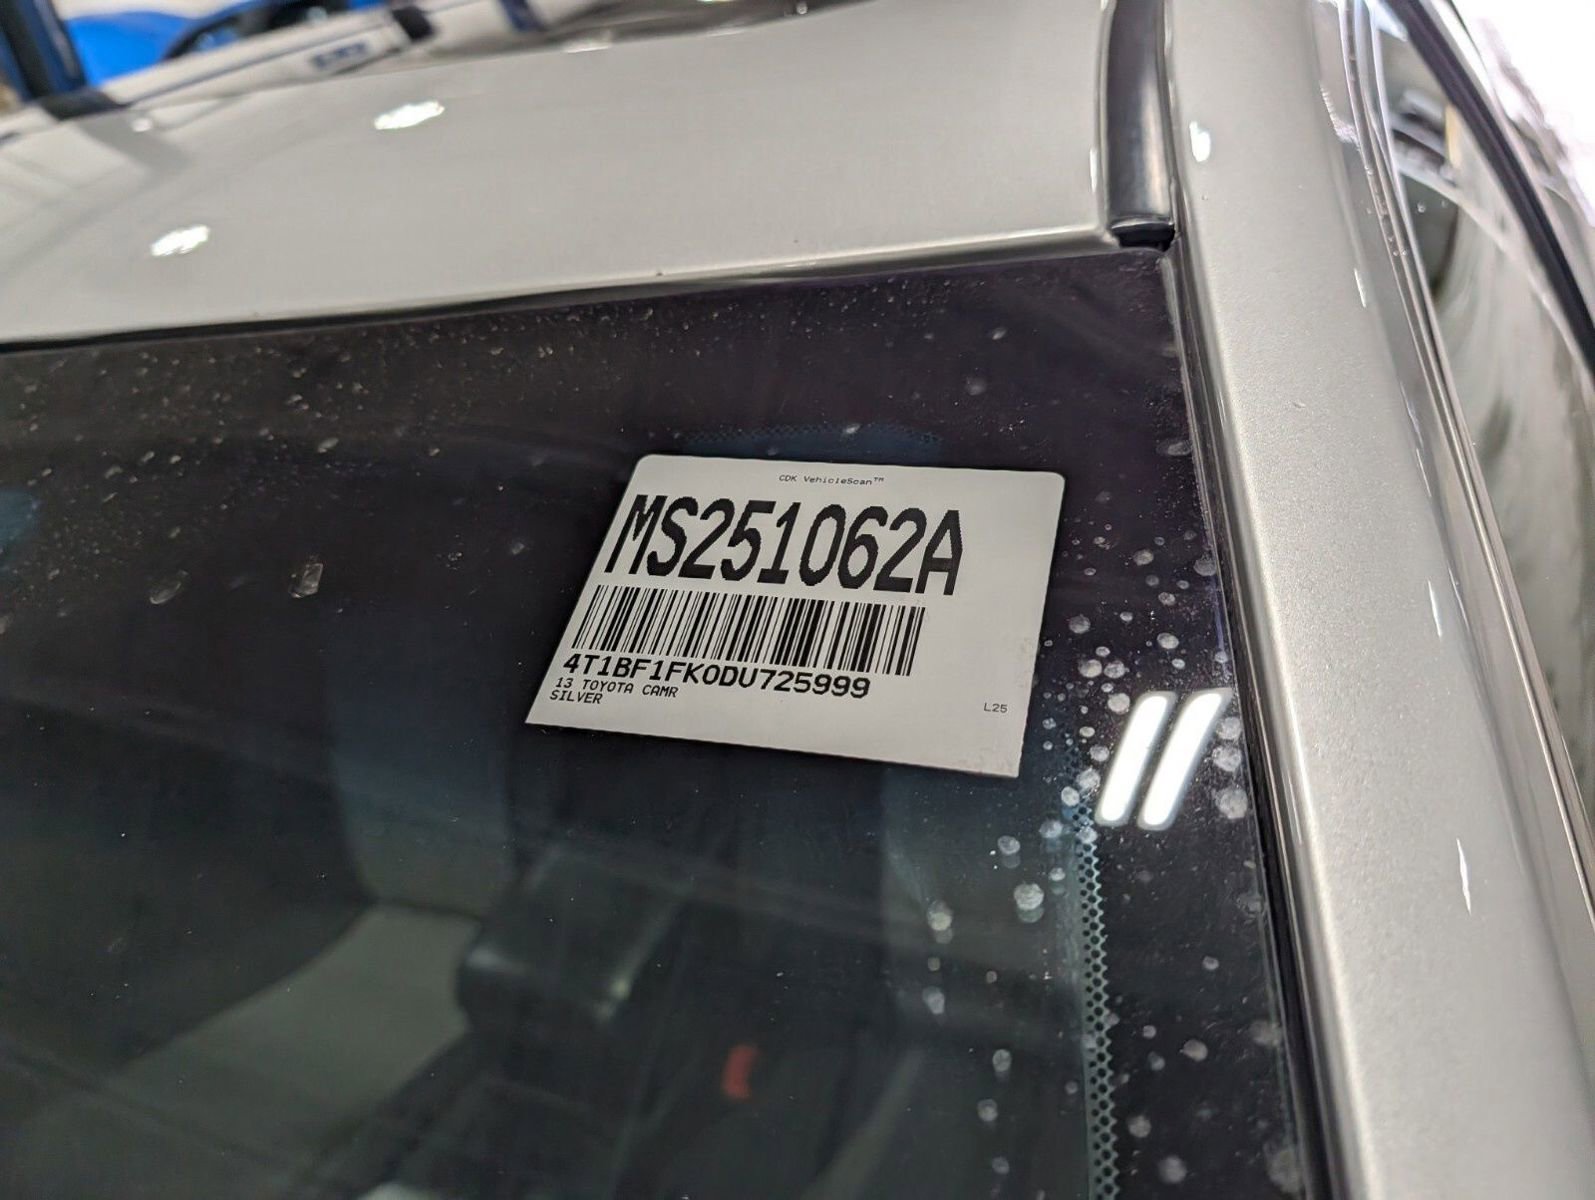 CDK VehicleScan™
MS251062A
4T1BF1FK0DU725999
13 TOYOTA CAMR
SILVER
L25